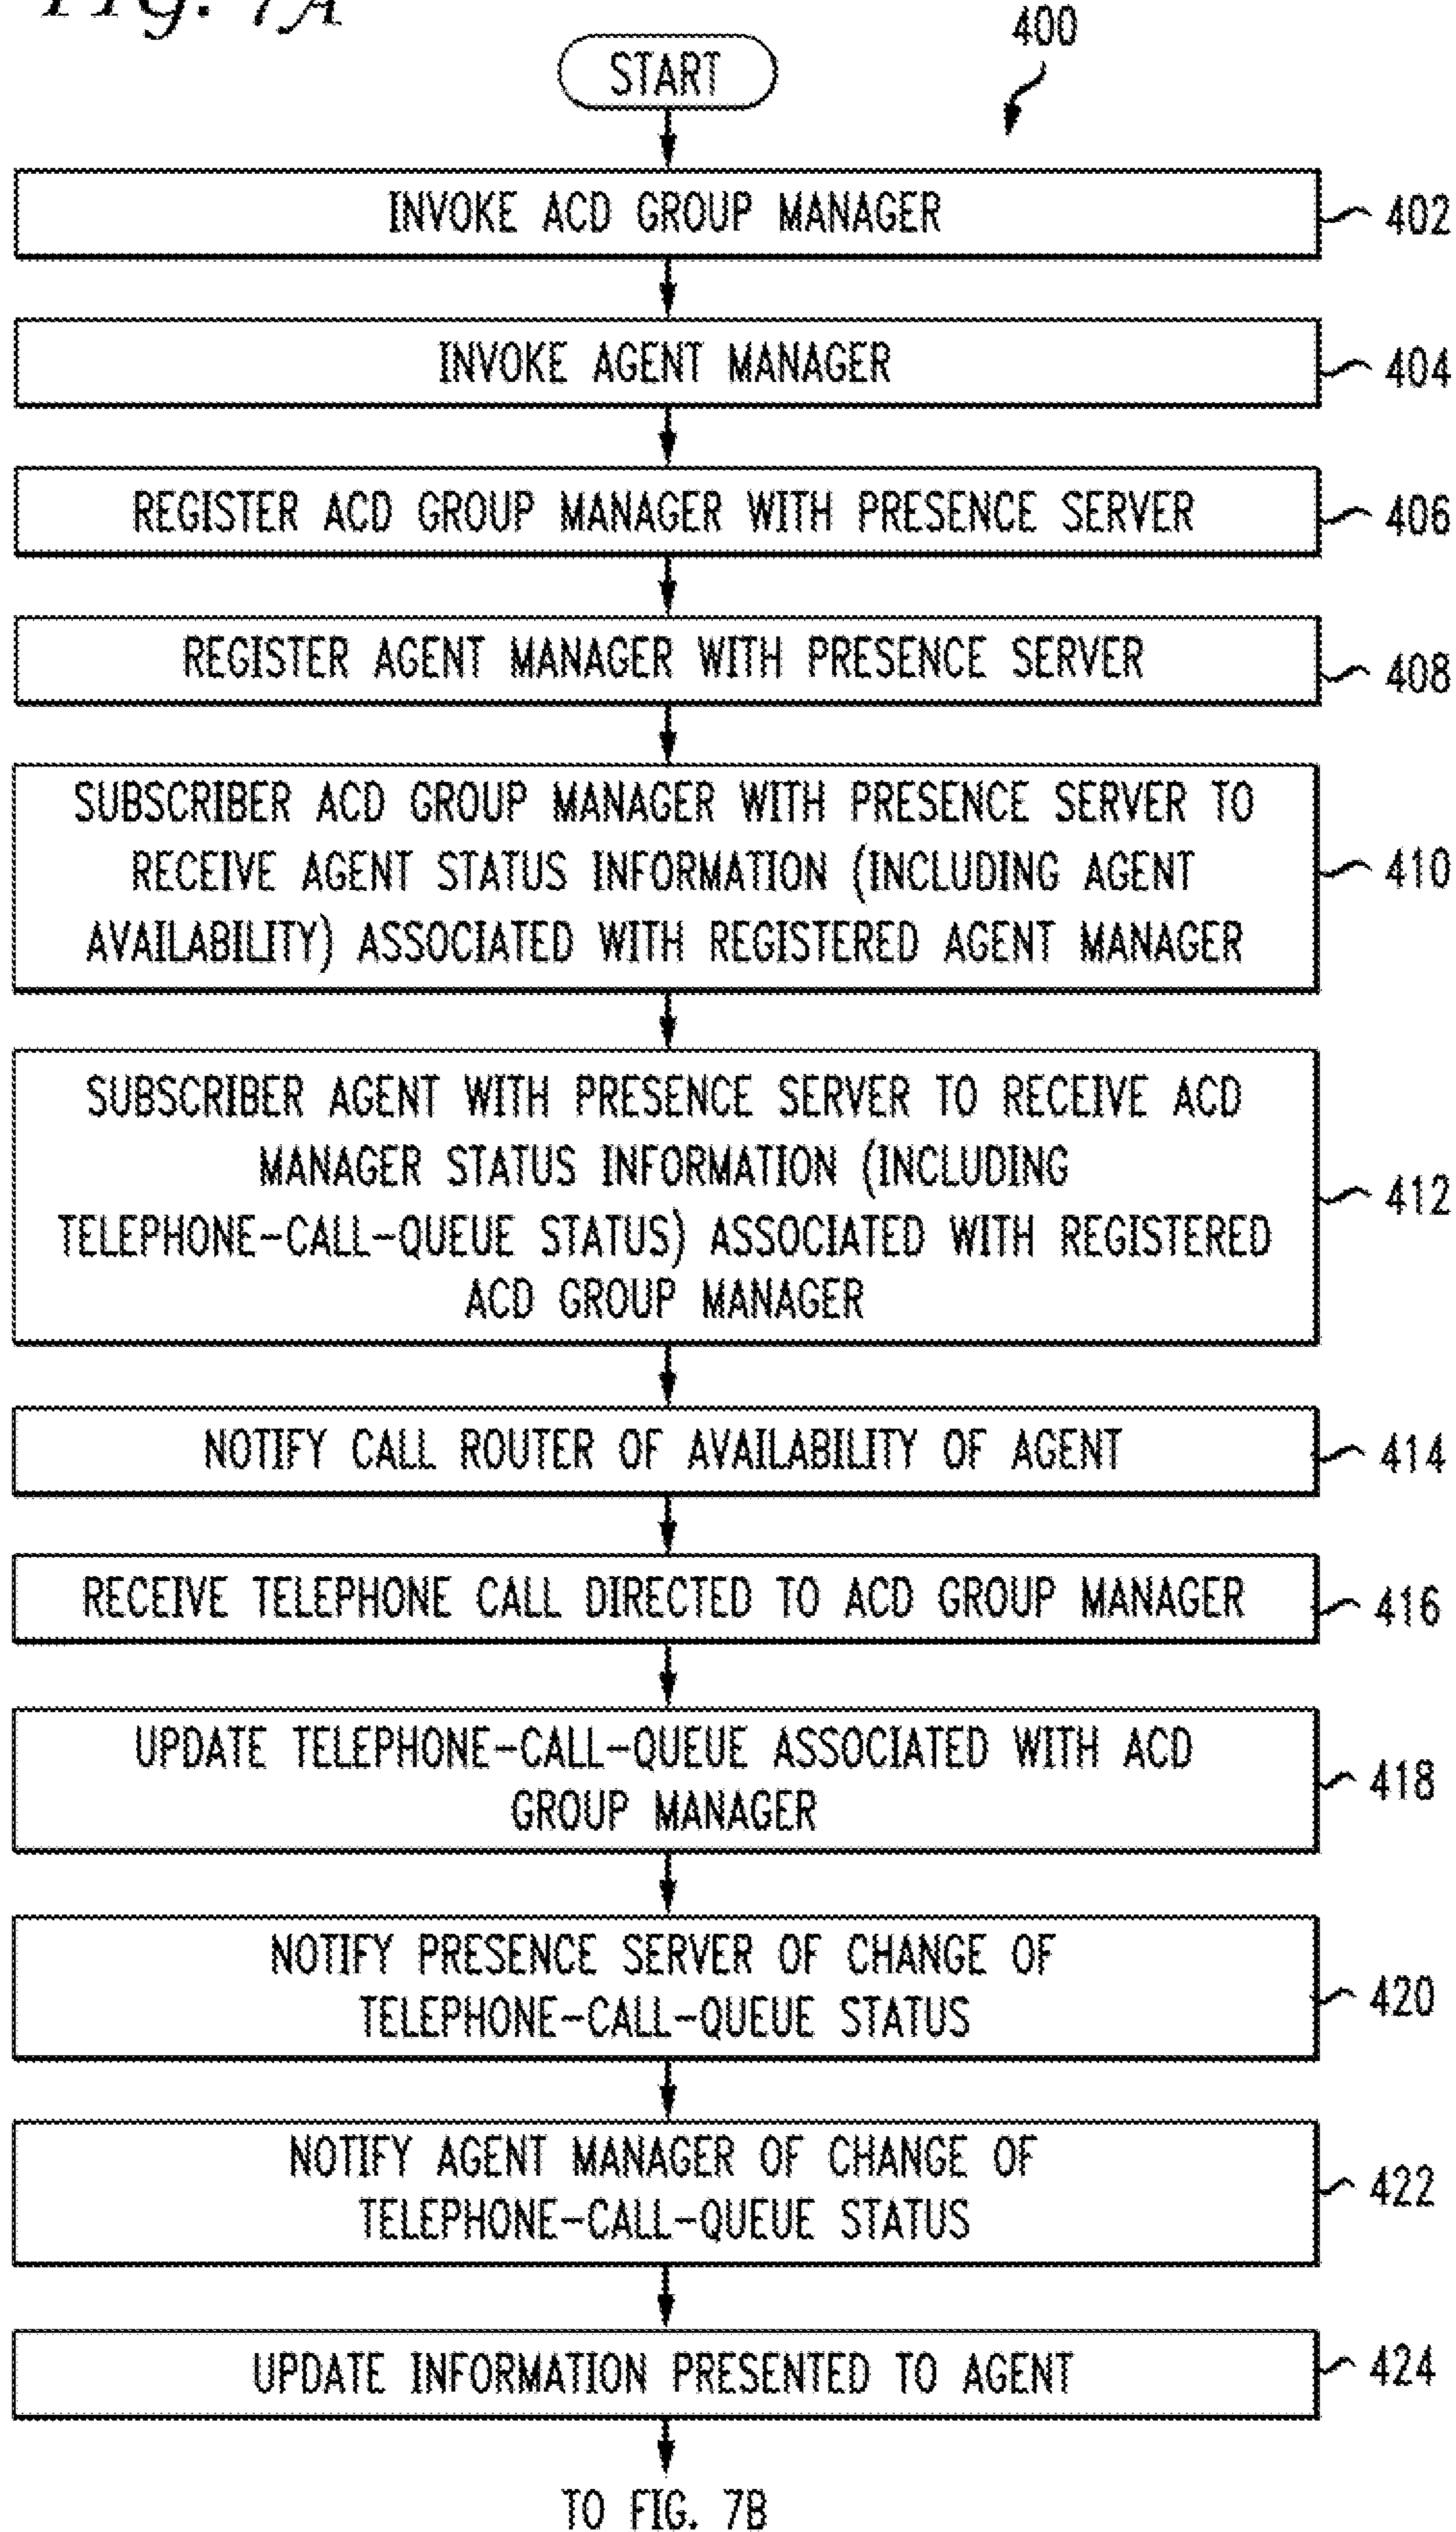 FIG. 7A
400
START
INVOKE ACD GROUP MANAGER
402
INVOKE AGENT MANAGER
404
REGISTER ACD GROUP MANAGER WITH PRESENCE SERVER
406
REGISTER AGENT MANAGER WITH PRESENCE SERVER
408
SUBSCRIBER ACD GROUP MANAGER WITH PRESENCE SERVER TO
RECEIVE AGENT STATUS INFORMATION (INCLUDING AGENT
AVAILABILITY) ASSOCIATED WITH REGISTERED AGENT MANAGER
410
SUBSCRIBER AGENT WITH PRESENCE SERVER TO RECEIVE ACD
MANAGER STATUS INFORMATION (INCLUDING
TELEPHONE-CALL-QUEUE STATUS) ASSOCIATED WITH REGISTERED
ACD GROUP MANAGER
412
NOTIFY CALL ROUTER OF AVAILABILITY OF AGENT
414
RECEIVE TELEPHONE CALL DIRECTED TO ACD GROUP MANAGER
416
UPDATE TELEPHONE-CALL-QUEUE ASSOCIATED WITH ACD
GROUP MANAGER
418
NOTIFY PRESENCE SERVER OF CHANGE OF
TELEPHONE-CALL-QUEUE STATUS
420
NOTIFY AGENT MANAGER OF CHANGE OF
TELEPHONE-CALL-QUEUE STATUS
422
UPDATE INFORMATION PRESENTED TO AGENT
424
TO FIG. 7B